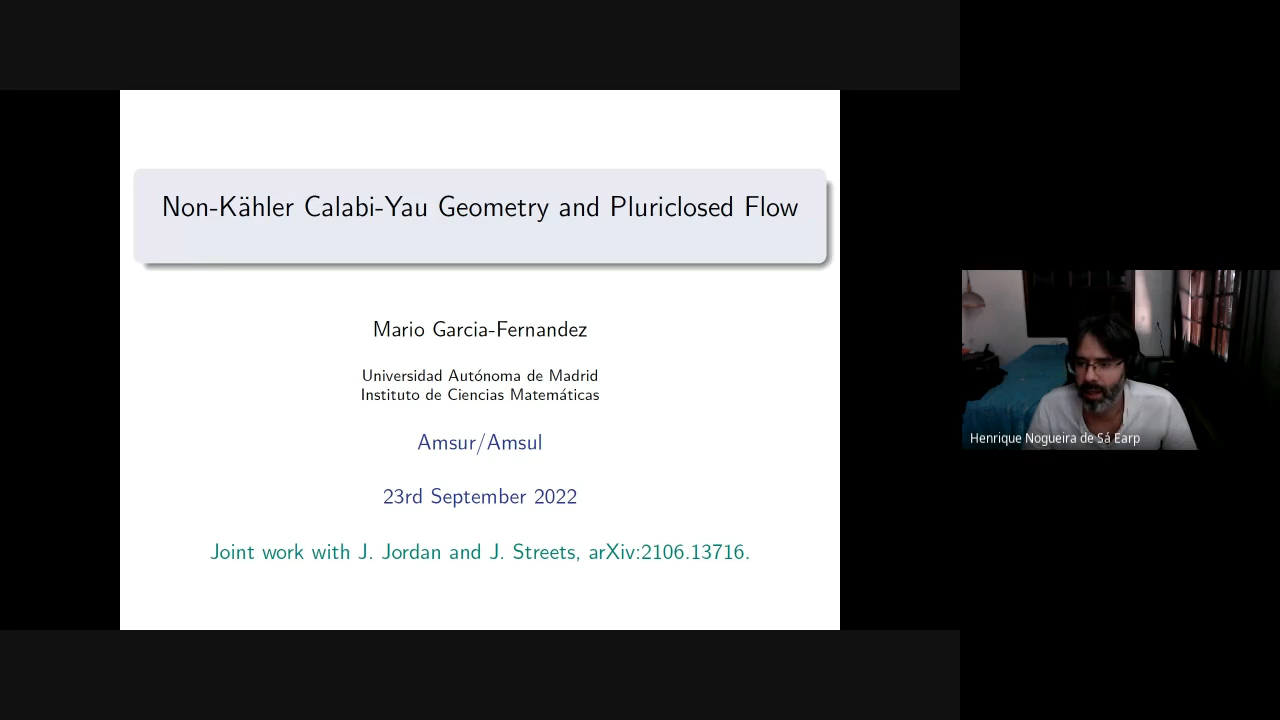 Non-Kähler Calabi-Yau Geometry and Pluriclosed Flow
Mario Garcia-Fernandez
Universidad Autónoma de Madrid
Instituto de Ciencias Matemáticas
Amsur/Amsul
23rd September 2022
Joint work with J. Jordan and J. Streets, arXiv:2106.13716.
Henrique Nogueira de Sá Earp